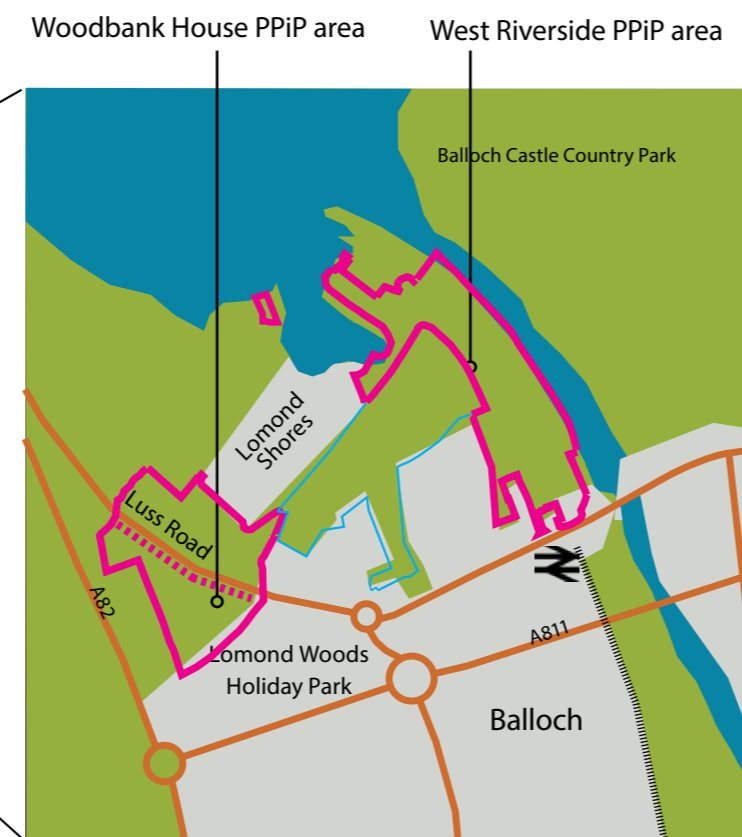 Woodbank House PPiP area
West Riverside PPiP area
Balloch Castle Country Park
Lomond
Shores
Luss Road
A82
Lomond Woods
Holiday Park
A811
Balloch